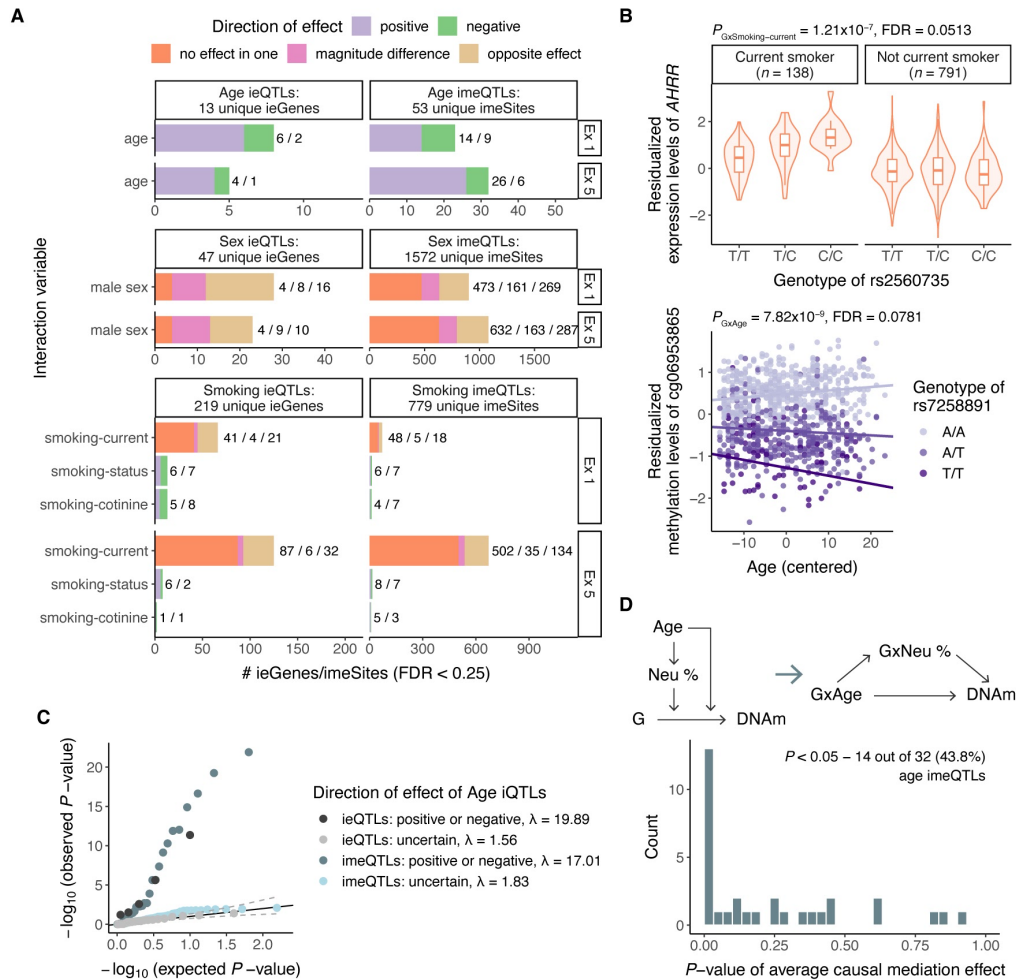 A
Direction of effect positive negative
no effect in one magnitude difference opposite effect
Age ieQTLs:
13 unique ieGenes
Age imeQTLs:
53 unique imeSites
age 6 / 2 14 / 9 Ex 1
age 4 / 1 26 / 6 Ex 5
0 5 10 0 10 20 30 40 50
Sex ieQTLs:
47 unique ieGenes
Sex imeQTLs:
1572 unique imeSites
male sex 4 / 8 / 16 473 / 161 / 269 Ex 1
male sex 4 / 9 / 10 632 / 163 / 287 Ex 5
0 10 20 30 40 0 500 1000 1500
Smoking ieQTLs:
219 unique ieGenes
Smoking imeQTLs:
779 unique imeSites
smoking-current 41 / 4 / 21 48 / 5 / 18
smoking-status 6 / 7 6 / 7 Ex 1
smoking-cotinine 5 / 8 4 / 7
smoking-current 87 / 6 / 32 502 / 35 / 134
smoking-status 6 / 2 8 / 7 Ex 5
smoking-cotinine 1 / 1 5 / 3
0 50 100 150 200 0 300 600 900
# ieGenes/imeSites (FDR < 0.25)
Interaction variable
B
P GxSmoking-current = 1.21x10⁻⁷, FDR = 0.0513
Current smoker
(n = 138)
Not current smoker
(n = 791)
Residualized
expression levels of AHRR
2
0
−2
T/T T/C C/C T/T T/C C/C
Genotype of rs2560735
P GxAge = 7.82x10⁻⁹, FDR = 0.0781
Residualized
methylation levels of cg06953865
1
0
−1
−2
−10 0 10 20
Age (centered)
Genotype of
rs7258891
A/A
A/T
T/T
C
−log10 (observed P −value)
20
15
10
5
0
0.0 0.5 1.0 1.5 2.0
−log10 (expected P −value)
Direction of effect of Age iQTLs
ieQTLs: positive or negative, λ = 19.89
ieQTLs: uncertain, λ = 1.56
imeQTLs: positive or negative, λ = 17.01
imeQTLs: uncertain, λ = 1.83
D
Age
Neu %
G DNAm
GxNeu %
GxAge DNAm
P < 0.05 − 14 out of 32 (43.8%)
age imeQTLs
Count
10
5
0
0.00 0.25 0.50 0.75 1.00
P−value of average causal mediation effect